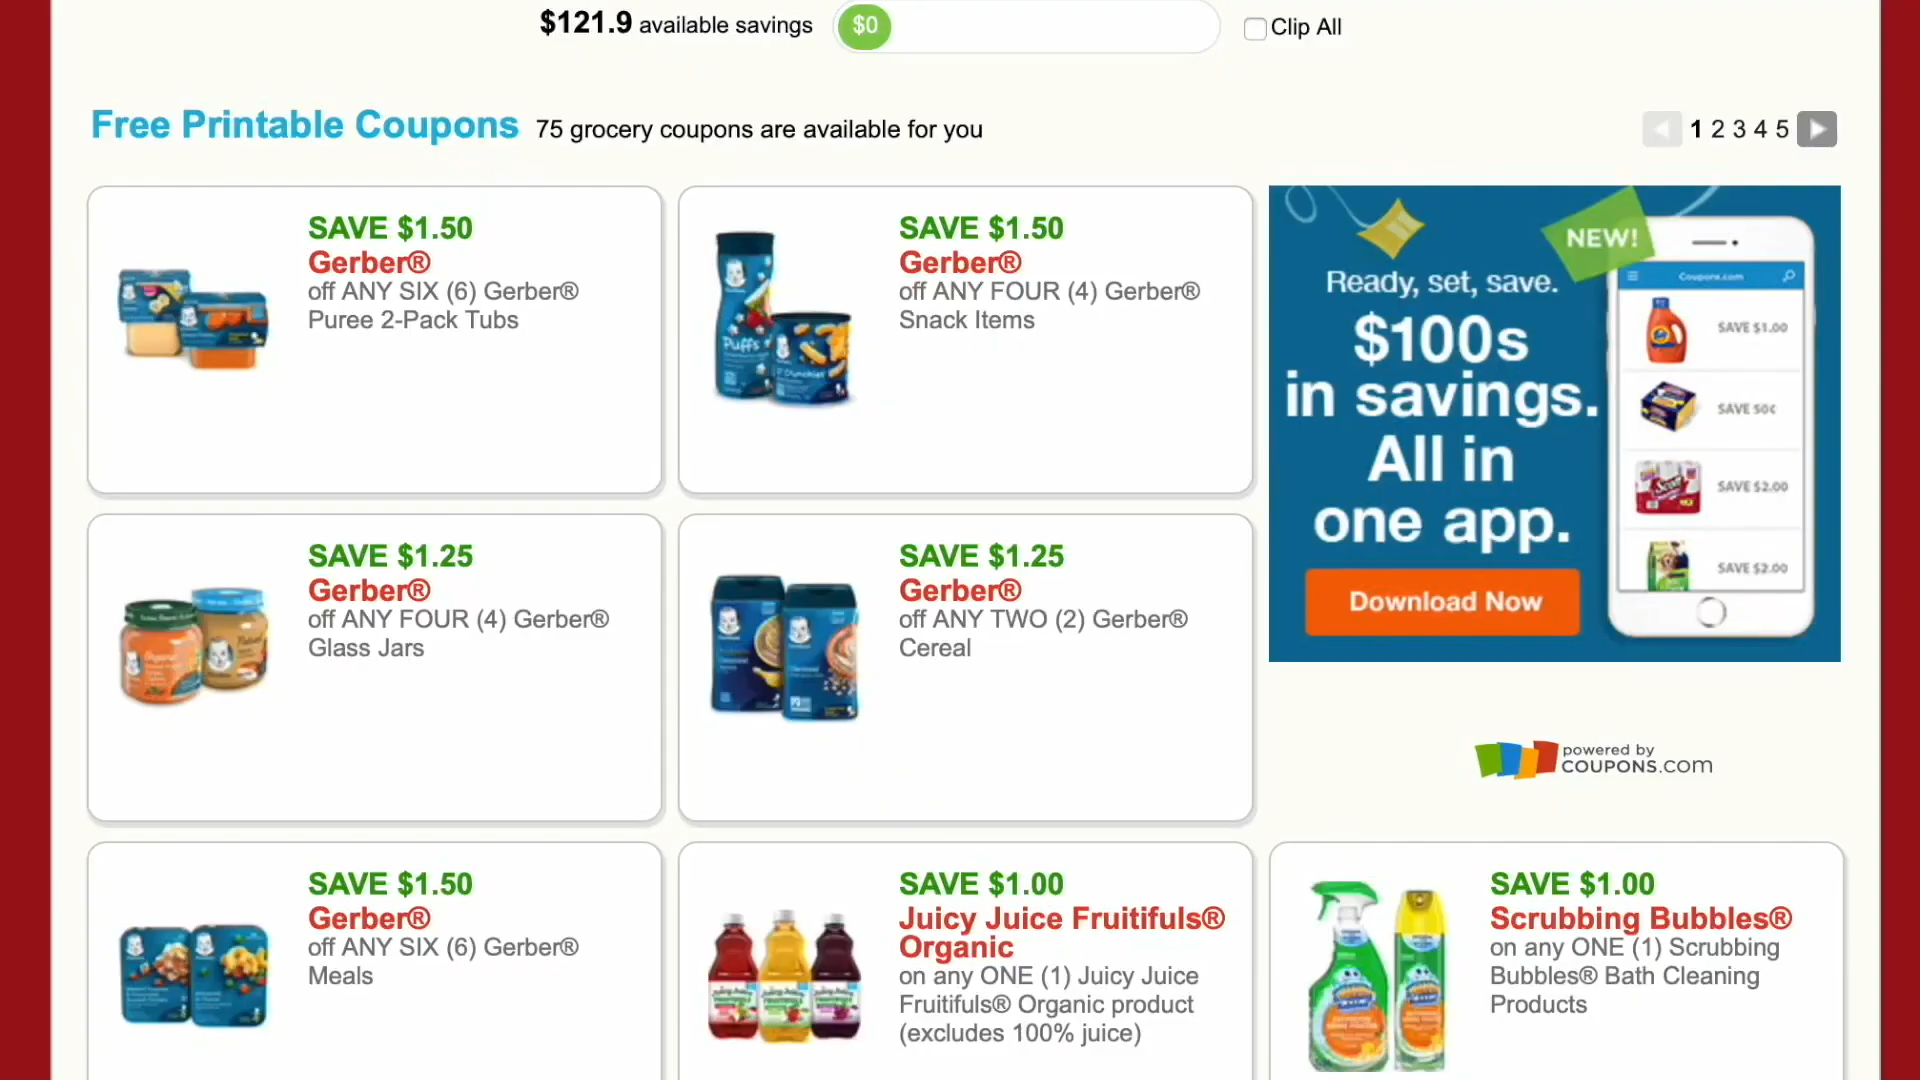 $121.9 available savings
$0
Clip All
Free Printable Coupons 75 grocery coupons are available for you
1 2 3 4 5
SAVE $1.50
Gerber®
off ANY SIX (6) Gerber®
Puree 2-Pack Tubs
SAVE $1.50
Gerber®
off ANY FOUR (4) Gerber®
Snack Items
Puffs
NEW!
Ready, set, save.
$100s
in savings.
All in
one app.
Download Now
Coupons.com
SAVE $1.00
SAVE 50¢
Scott
SAVE $2.00
SAVE $2.00
SAVE $1.25
Gerber®
off ANY FOUR (4) Gerber®
Glass Jars
SAVE $1.25
Gerber®
off ANY TWO (2) Gerber®
Cereal
powered by
COUPONS.com
SAVE $1.50
Gerber®
off ANY SIX (6) Gerber®
Meals
SAVE $1.00
Juicy Juice Fruitifuls®
Organic
on any ONE (1) Juicy Juice
Fruitifuls® Organic product
(excludes 100% juice)
SAVE $1.00
Scrubbing Bubbles®
on any ONE (1) Scrubbing
Bubbles® Bath Cleaning
Products